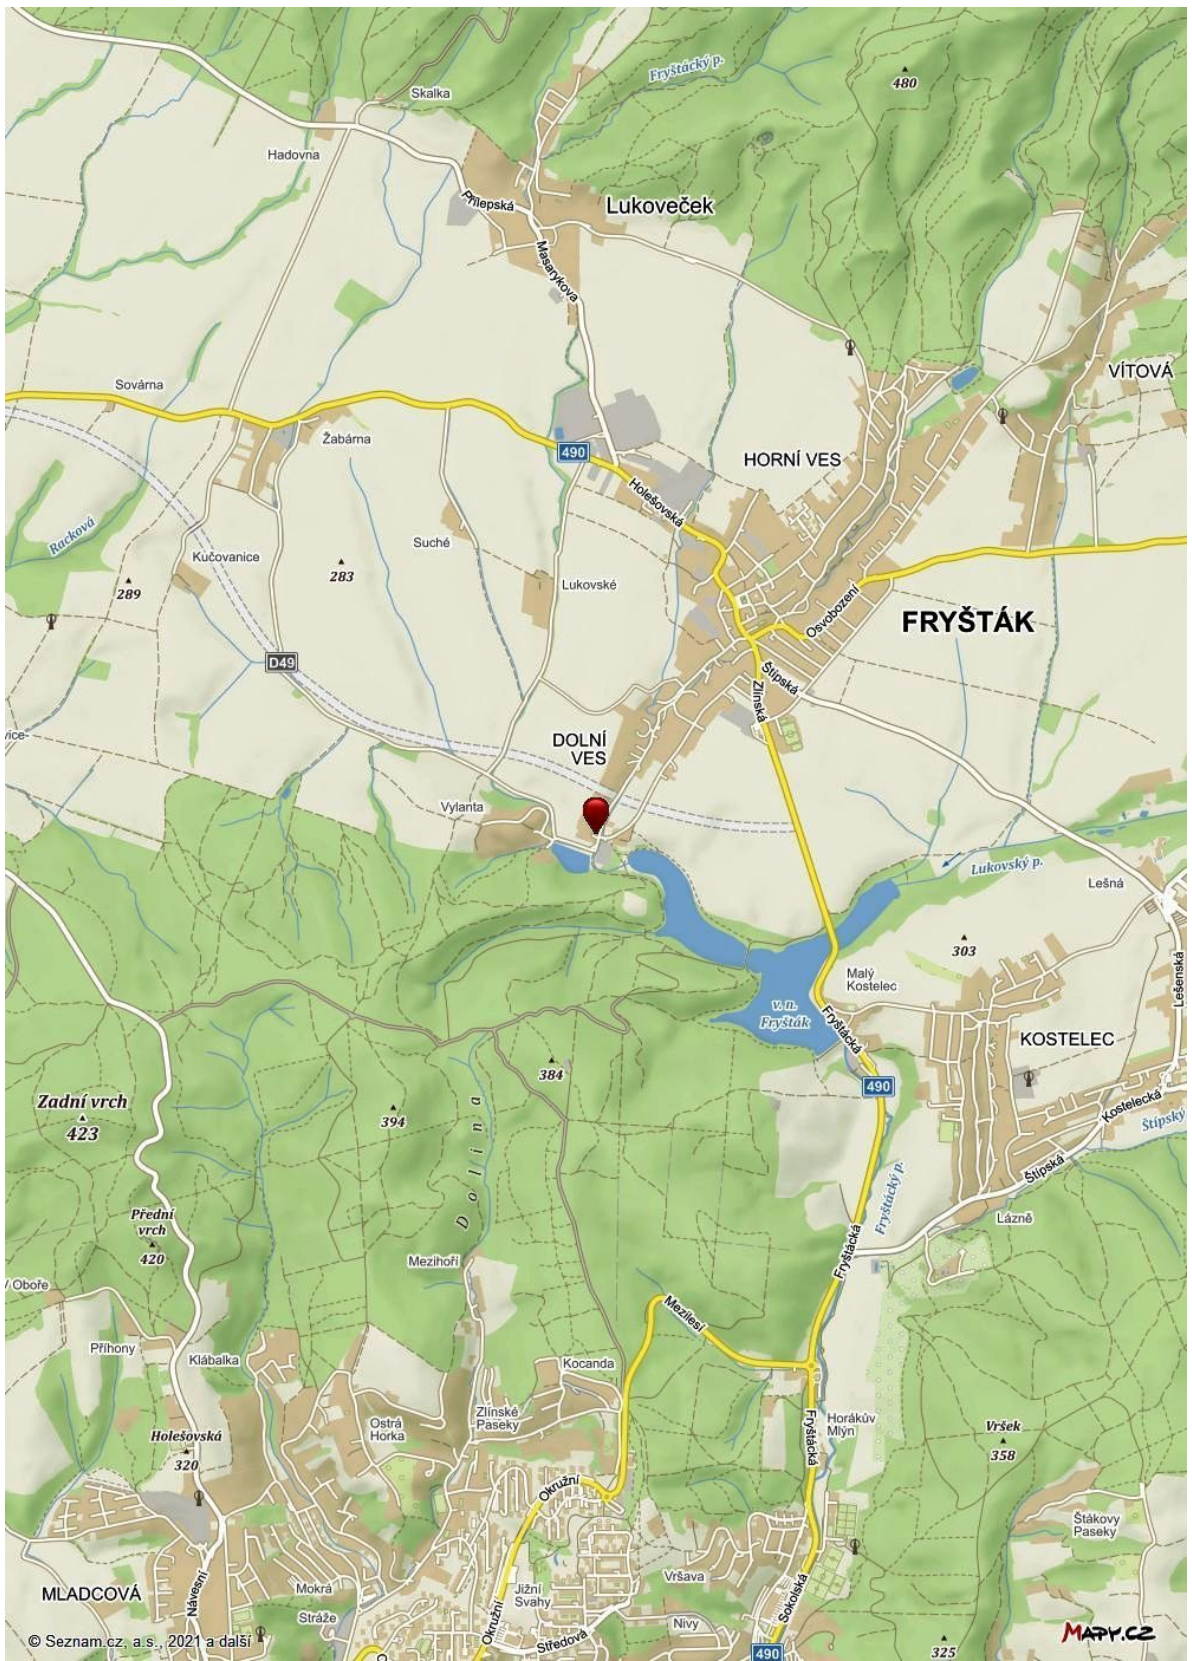 Fryštácký p.
480
Skalka
Hadovna
Přílepská
Lukoveček
Masarykova
Sovárna
VÍTOVÁ
Žabárna
490
HORNÍ VES
Holešovská
Racková
Kučovanice
Suché
283
289
Lukovské
Osvobození
FRYŠTÁK
D49
Štípská
Zlínská
DOLNÍ
VES
Vylanta
Lukovský p.
Lešná
303
Malý
Kostelec
Lešenská
v. n.
Fryšták
Fryštácká
KOSTELEC
384
490
Zadní vrch
423
394
Kostelecká
Štípský
Dolina
Štípská
Fryštácký p.
Přední
vrch
420
Lázně
Fryštácká
Mezihoří
V Oboře
Mezilesí
Příhony
Klábalka
Kocanda
Ostrá
Horka
Zlínské
Paseky
Fryštácká
Horákův
Mlýn
Vršek
358
Holešovská
320
Okružní
Štákovy
Paseky
MLADCOVÁ
Návesní
Mokrá
Stráže
Jižní
Svahy
Okružní
Středová
Vršava
Nivy
Sokolská
490
325
© Seznam.cz, a.s., 2021 a další
MAPY.CZ